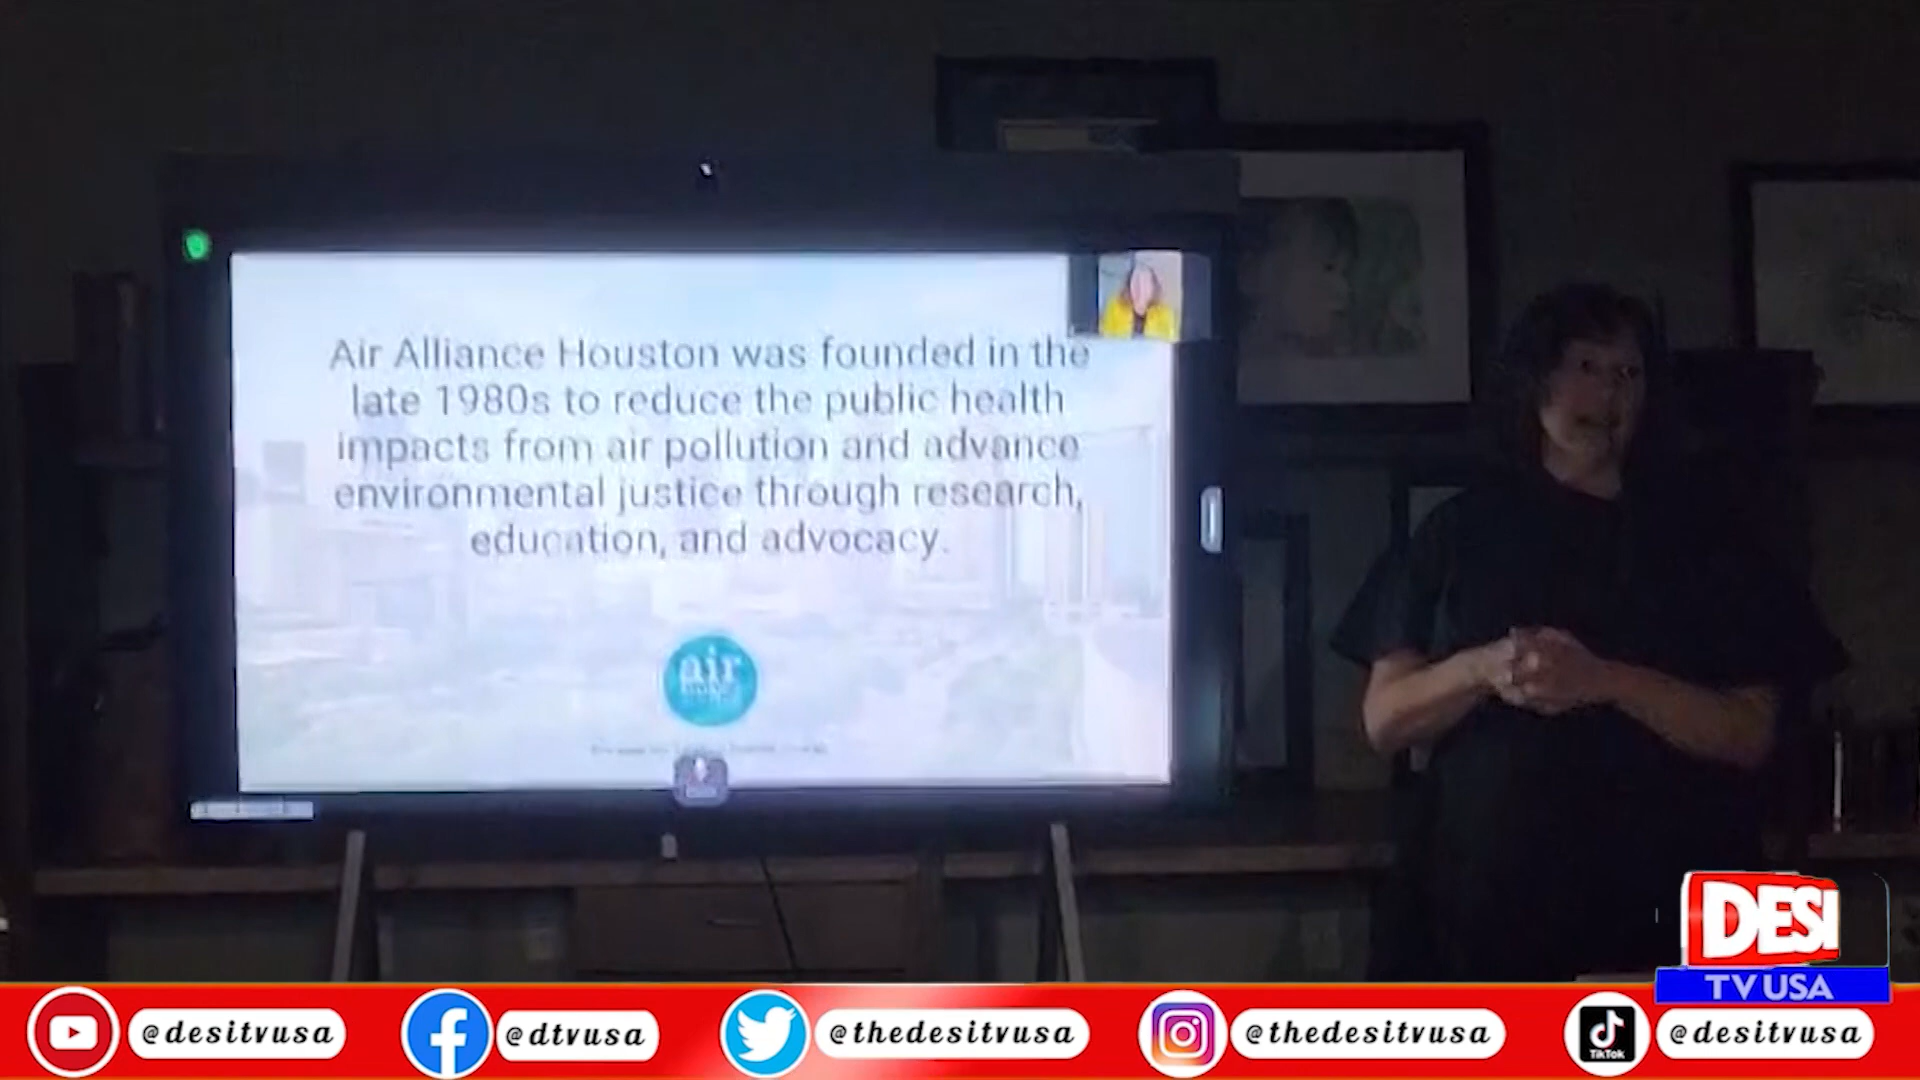 Air Alliance Houston was founded in the
late 1980s to reduce the public health
impacts from air pollution and advance
environmental justice through research,
education, and advocacy.
air
DESI
TV USA
@desitvusa
@dtvusa
@thedesitvusa
@thedesitvusa
TikTok
@desitvusa